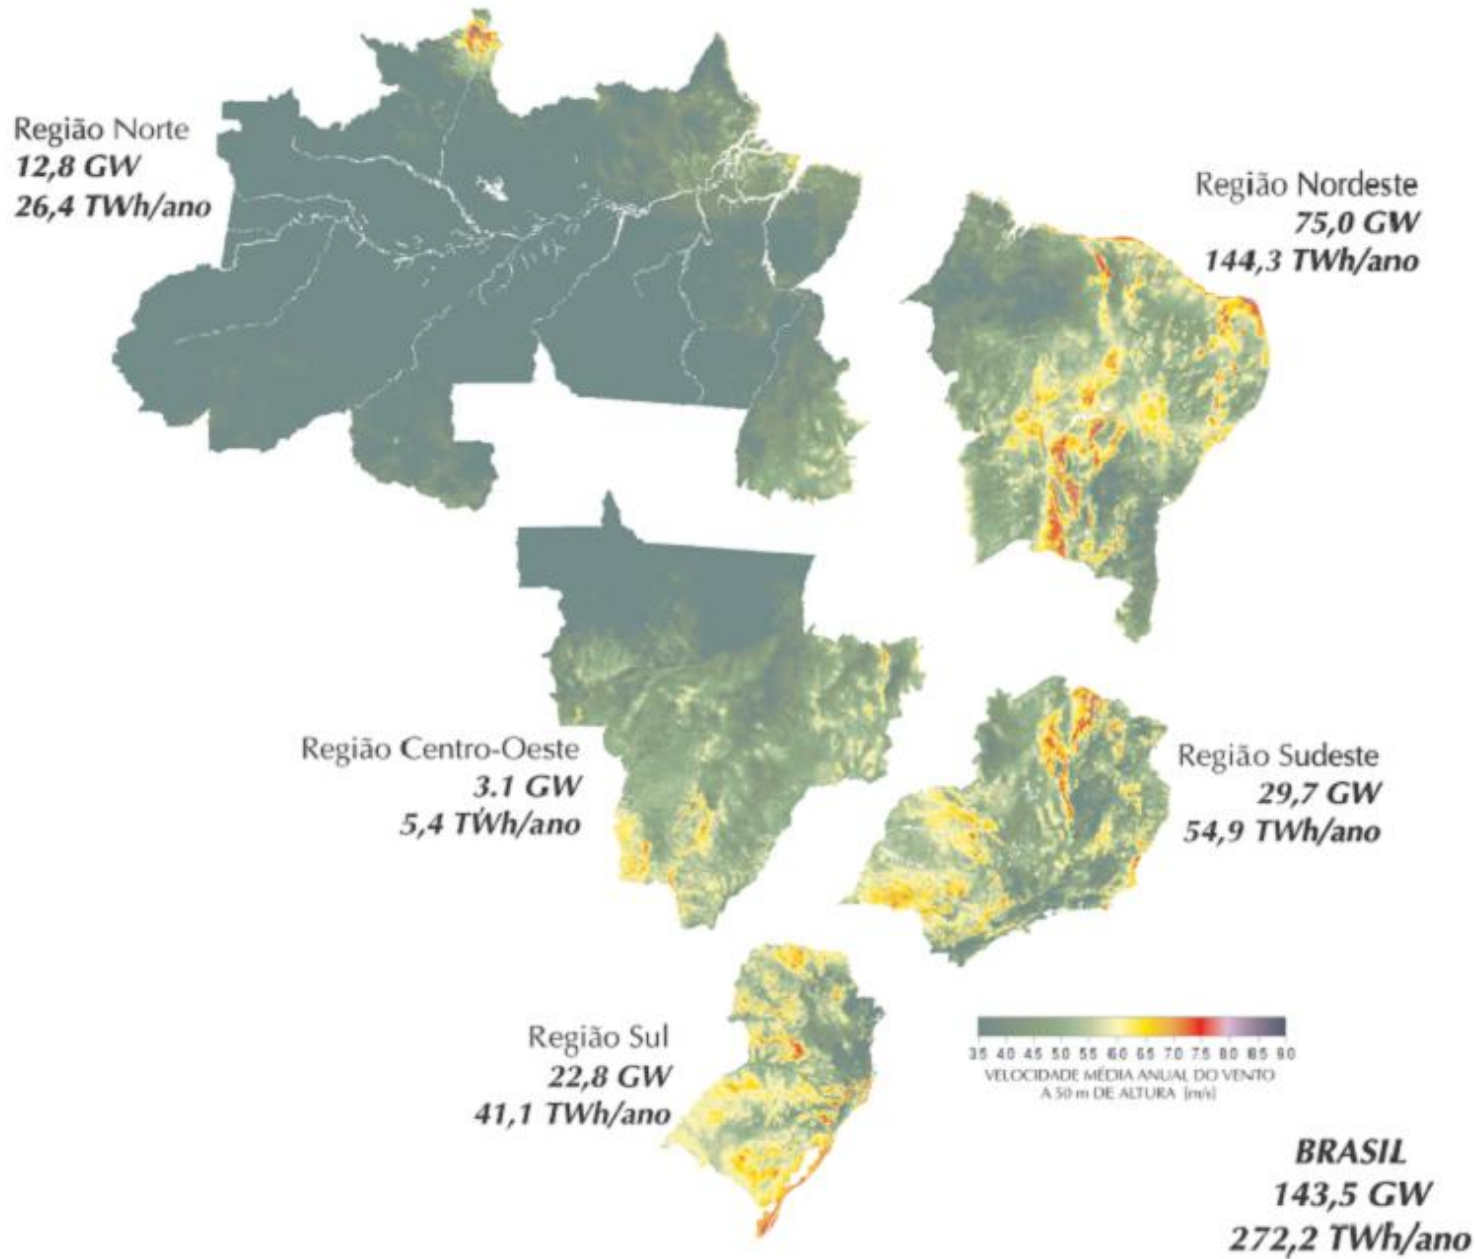 Região Norte
12,8 GW
26,4 TWh/ano
Região Nordeste
75,0 GW
144,3 TWh/ano
Região Centro-Oeste
3.1 GW
5,4 TWh/ano
Região Sudeste
29,7 GW
54,9 TWh/ano
Região Sul
22,8 GW
41,1 TWh/ano
3.5 4.0 4.5 5.0 5.5 6.0 6.5 7.0 7.5 8.0 8.5 9.0
VELOCIDADE MÉDIA ANUAL DO VENTO
A 50 m DE ALTURA [m/s]
BRASIL
143,5 GW
272,2 TWh/ano